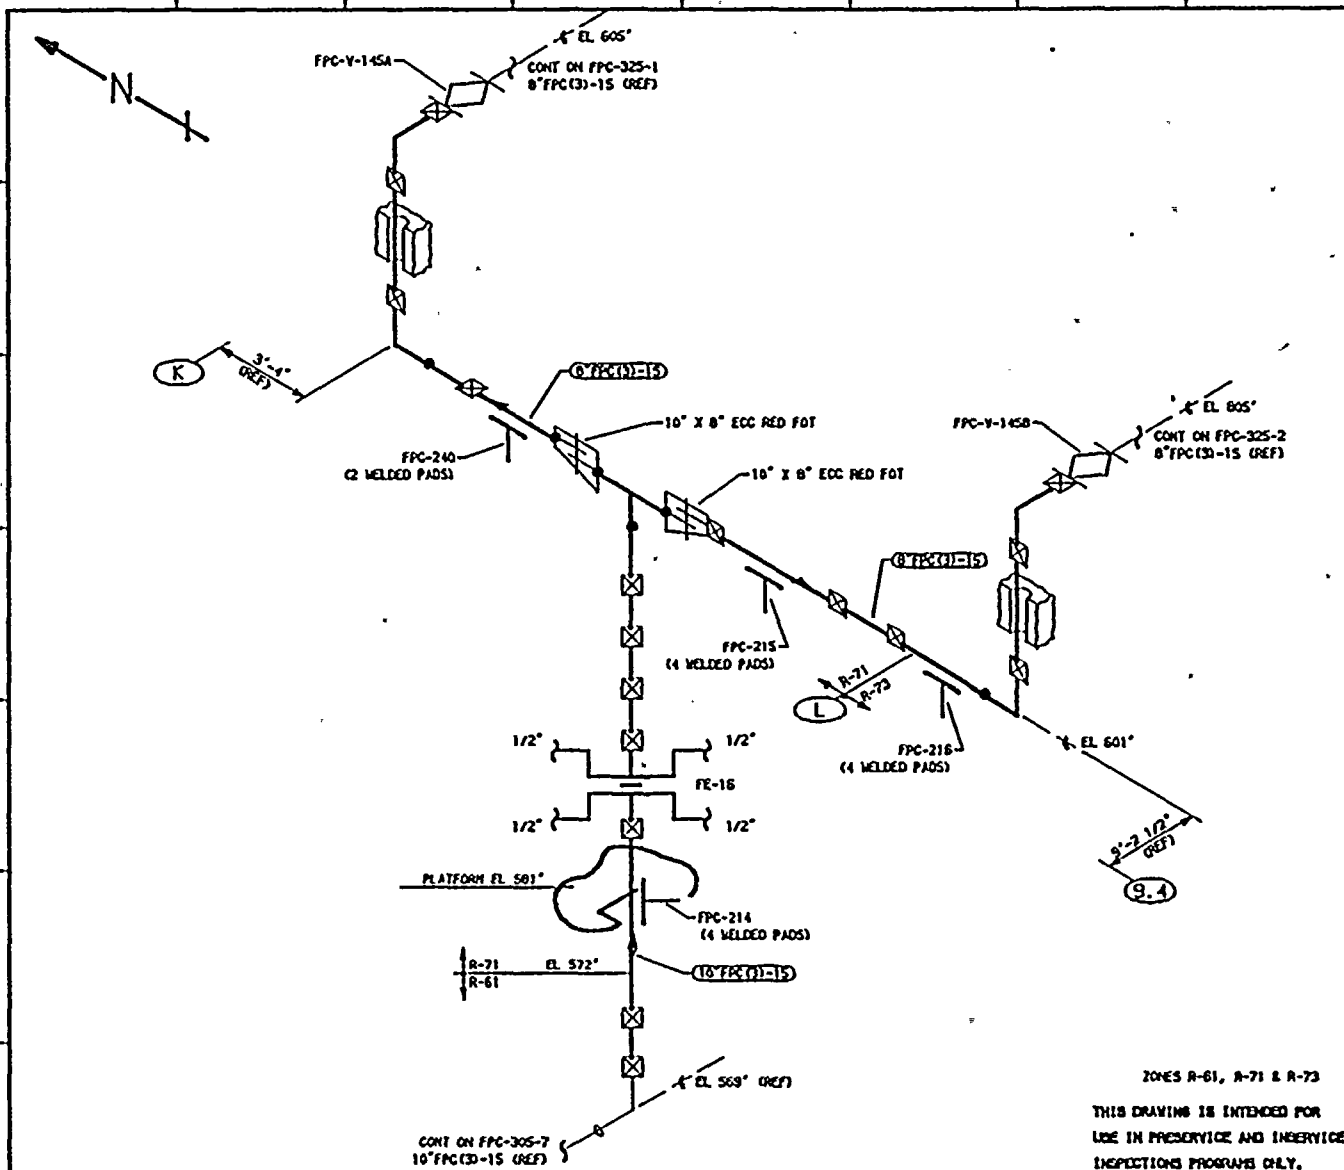 N
FPC-V-145A
EL 605'
CONT ON FPC-325-1
8"FPC(3)-15 (REF)
K
3'-4"
(REF)
8"FPC(3)-15
10" X 8" ECC RED FOT
FPC-240
(2 WELDED PADS)
10" X 8" ECC RED FOT
FPC-V-145B
EL 605'
CONT ON FPC-325-2
8"FPC(3)-15 (REF)
8"FPC(3)-15
FPC-215
(4 WELDED PADS)
R-71
R-73
L
FPC-216
(4 WELDED PADS)
EL 601'
9'-2 1/2"
(REF)
9.4
1/2"
1/2"
FE-16
1/2"
1/2"
PLATFORM EL 581'
FPC-214
(4 WELDED PADS)
R-71
EL 572'
R-61
10"FPC(3)-15
EL 569' (REF)
CONT ON FPC-305-7
10"FPC(3)-15 (REF)
ZONES R-61, R-71 & R-73
THIS DRAWING IS INTENDED FOR
USE IN PRESERVICE AND INSERVICE
INSPECTIONS PROGRAMS ONLY.